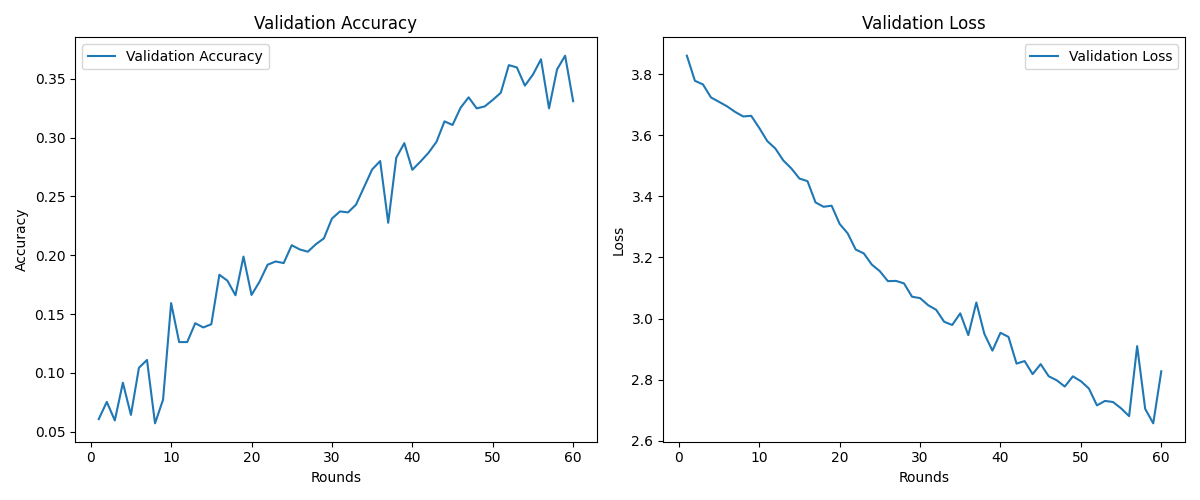 Validation Accuracy
Validation Accuracy
0.35
0.30
0.25
0.20
0.15
0.10
0.05
Accuracy
0 10 20 30 40 50 60
Rounds
Validation Loss
Validation Loss
3.8
3.6
3.4
3.2
3.0
2.8
2.6
Loss
0 10 20 30 40 50 60
Rounds